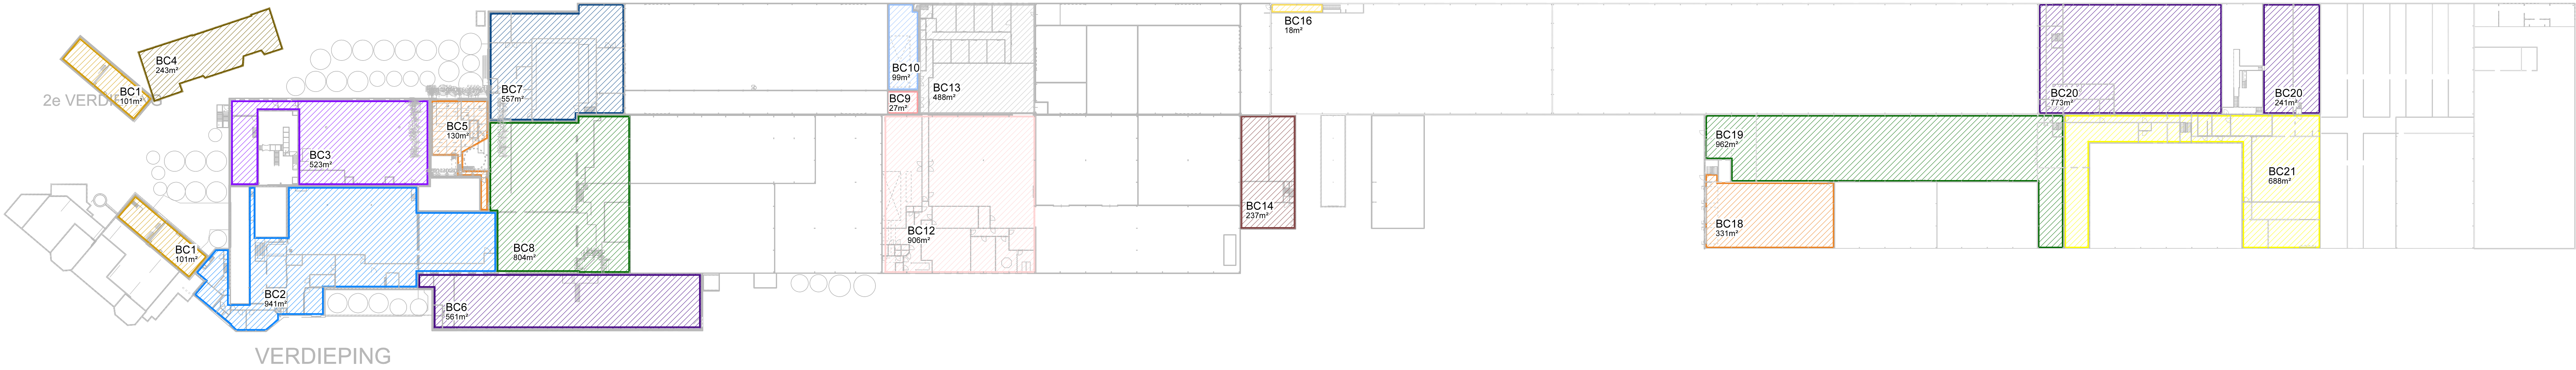 BC4
243m²
BC1
101m²
2e VERDIEPING
BC3
523m²
BC5
130m²
BC7
557m²
BC10
99m²
BC9
27m²
BC13
488m²
BC16
18m²
BC20
773m²
BC20
241m²
BC1
101m²
BC2
941m²
BC8
804m²
BC6
561m²
BC12
906m²
BC14
237m²
BC19
962m²
BC18
331m²
BC21
688m²
VERDIEPING